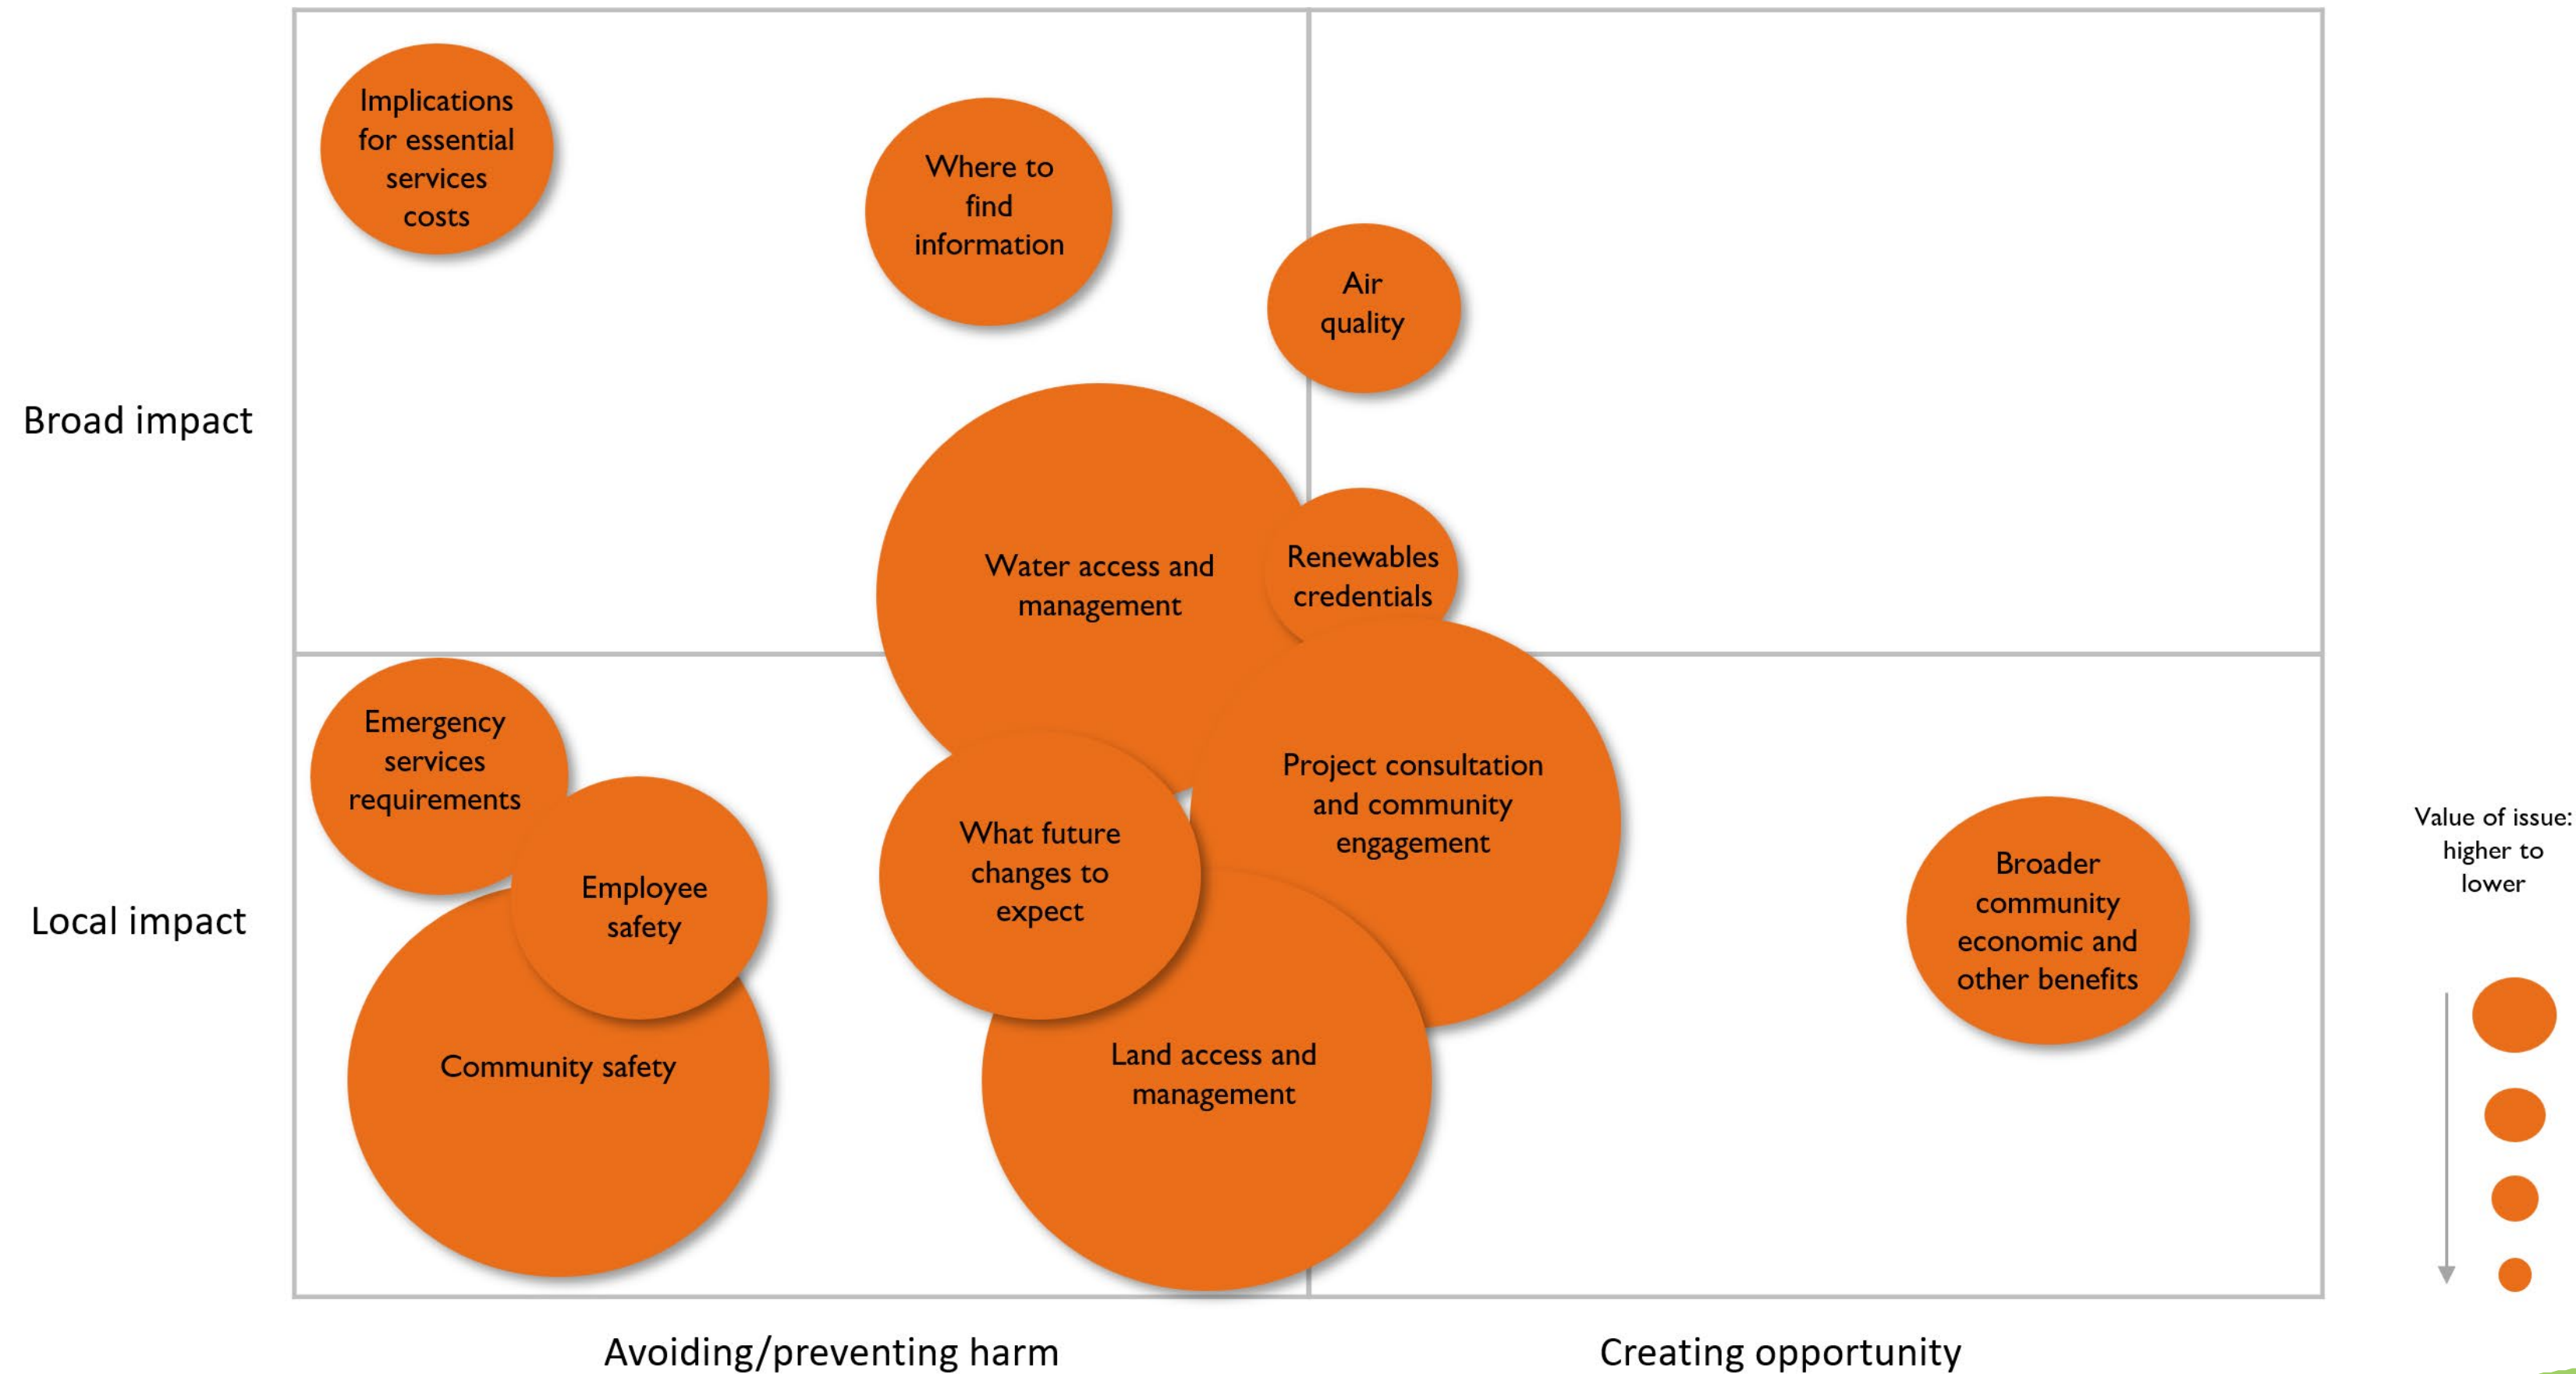 Implications
for essential
services
costs
Where to
find
information
Air
quality
Broad impact
Water access and
management
Renewables
credentials
Emergency
services
requirements
Employee
safety
What future
changes to
expect
Project consultation
and community
engagement
Broader
community
economic and
other benefits
Local impact
Community safety
Land access and
management
Value of issue:
higher to
lower
Avoiding/preventing harm
Creating opportunity